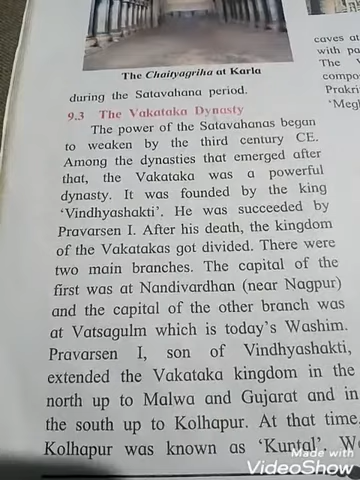 The Chaityagriha at Karla
during the Satavahana period.
9.3 The Vakataka Dynasty
The power of the Satavahanas began
to weaken by the third century CE.
Among the dynasties that emerged after
that, the Vakataka was a powerful
dynasty. It was founded by the king
‘Vindhyashakti’. He was succeeded by
Pravarsen I. After his death, the kingdom
of the Vakatakas got divided. There were
two main branches. The capital of the
first was at Nandivardhan (near Nagpur)
and the capital of the other branch was
at Vatsagulm which is today's Washim.
Pravarsen I, son of Vindhyashakti,
extended the Vakataka kingdom in the
north up to Malwa and Gujarat and in
the south up to Kolhapur. At that time,
Kolhapur was known as ‘Kuntal’.
caves at
with
The
Prakri
Made with
VideoShow